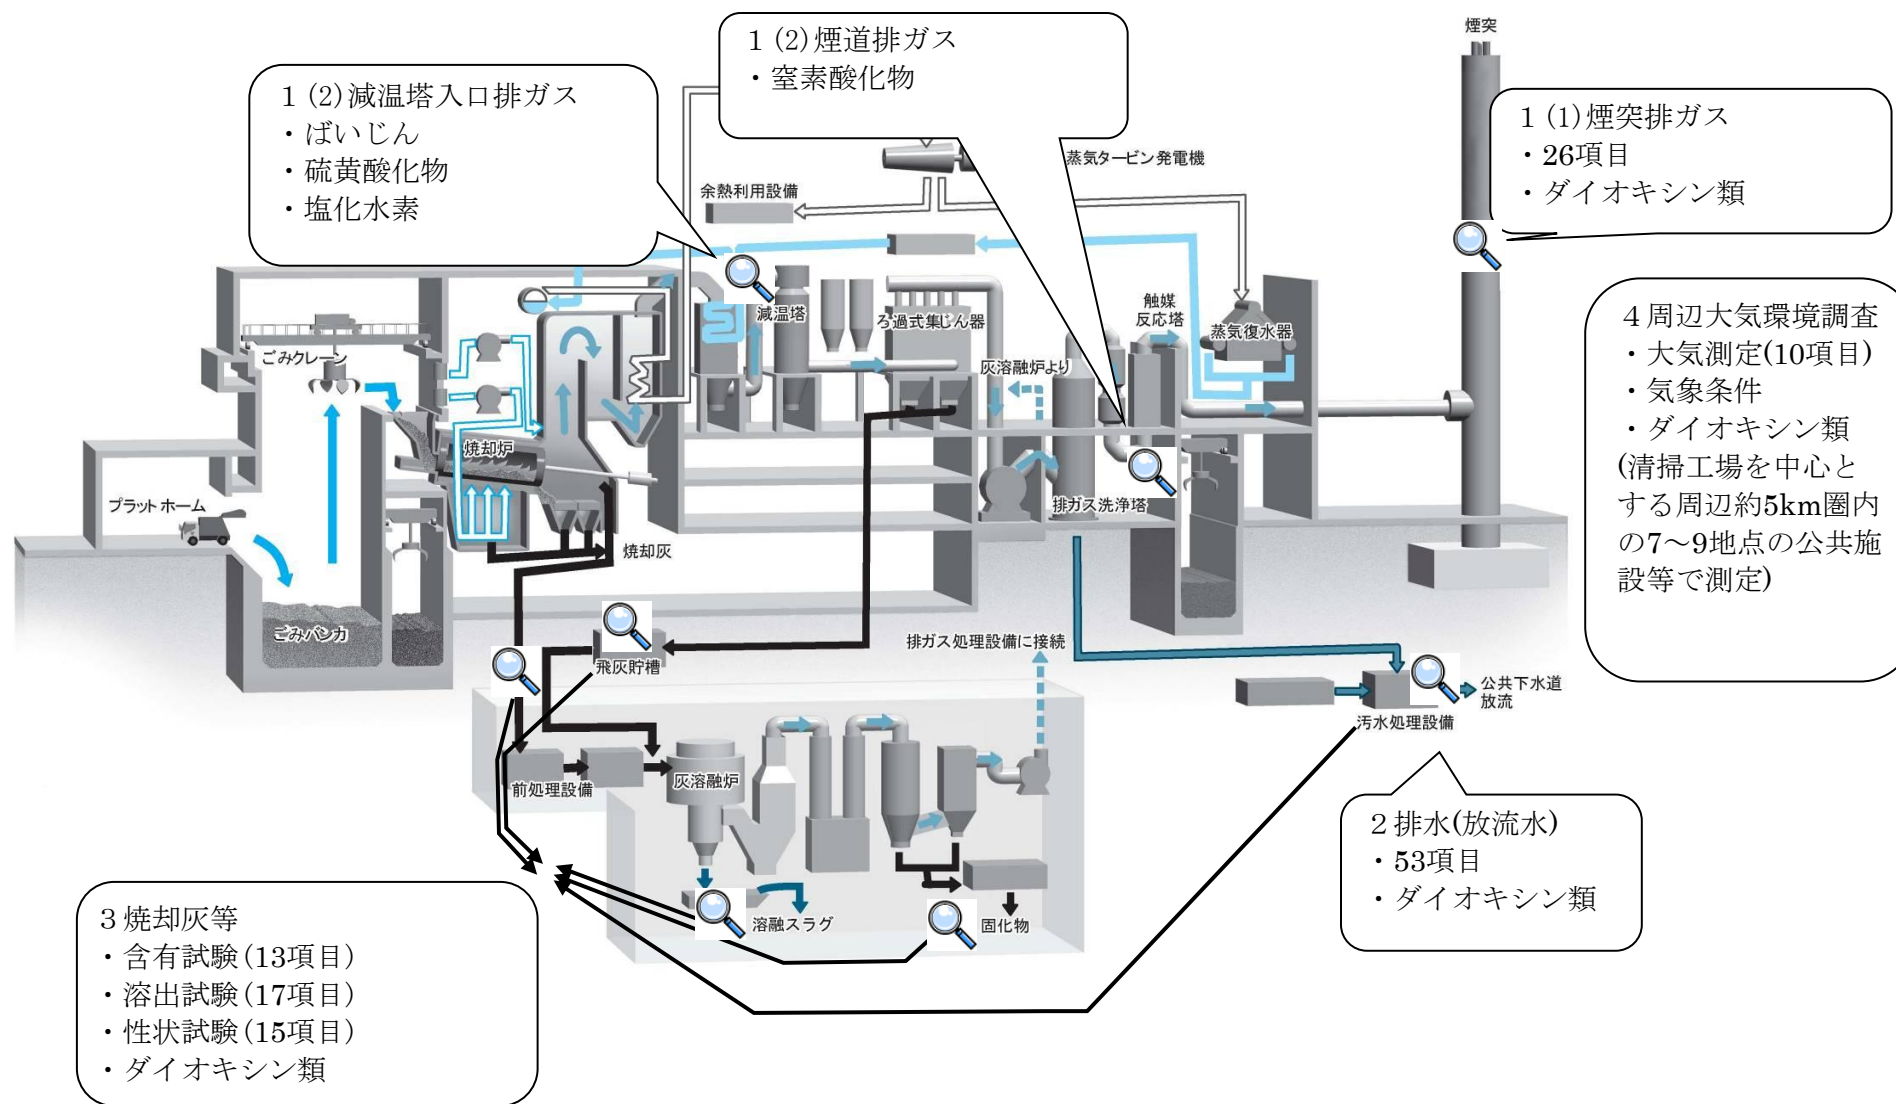 煙突
１(2)煙道排ガス
・窒素酸化物
１(2)減温塔入口排ガス
・ばいじん
・硫黄酸化物
・塩化水素
１(1)煙突排ガス
・26項目
・ダイオキシン類
蒸気タービン発電機
余熱利用設備
減温塔
ろ過式集じん器
触媒
反応塔
蒸気復水器
ごみクレーン
灰溶融炉より
４周辺大気環境調査
・大気測定(10項目)
・気象条件
・ダイオキシン類
(清掃工場を中心と
する周辺約5km圏内
の7～9地点の公共施
設等で測定)
焼却炉
プラットホーム
排ガス洗浄塔
焼却灰
ごみバンカ
飛灰貯槽
排ガス処理設備に接続
公共下水道
放流
汚水処理設備
前処理設備
灰溶融炉
溶融スラグ
固化物
２排水(放流水)
・53項目
・ダイオキシン類
３焼却灰等
・含有試験(13項目)
・溶出試験(17項目)
・性状試験(15項目)
・ダイオキシン類